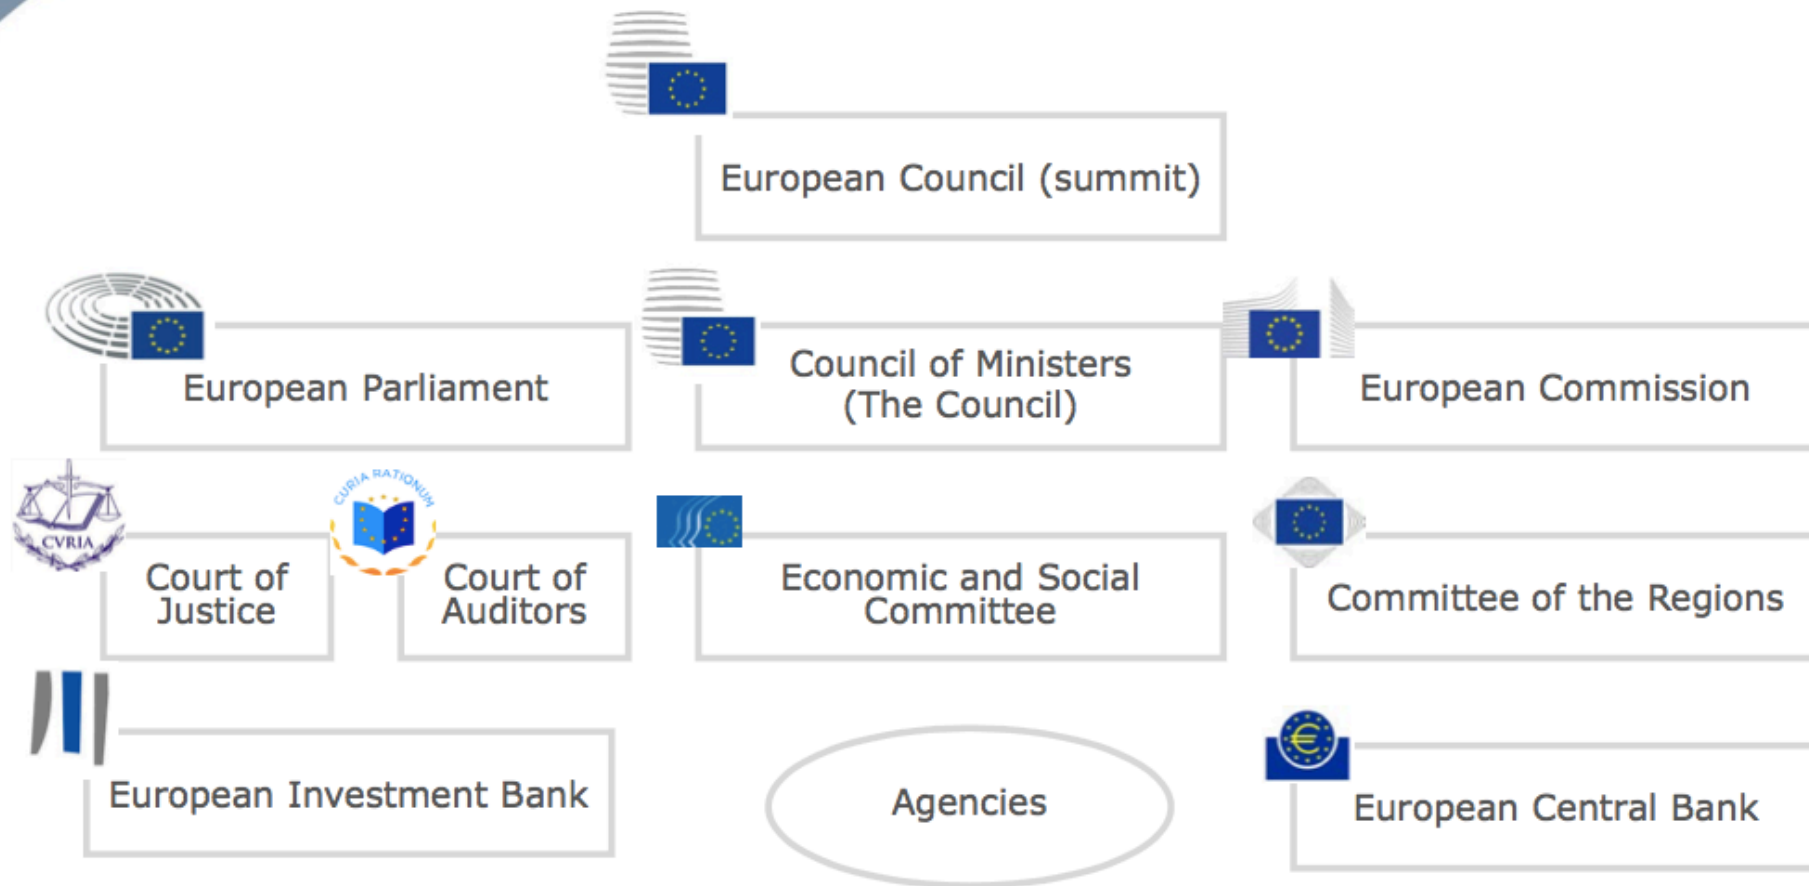 European Council (summit)
European Parliament
Council of Ministers
(The Council)
European Commission
CVRIA
Court of
Justice
CURIA RATIONUM
Court of
Auditors
Economic and Social
Committee
Committee of the Regions
European Investment Bank
Agencies
€
European Central Bank